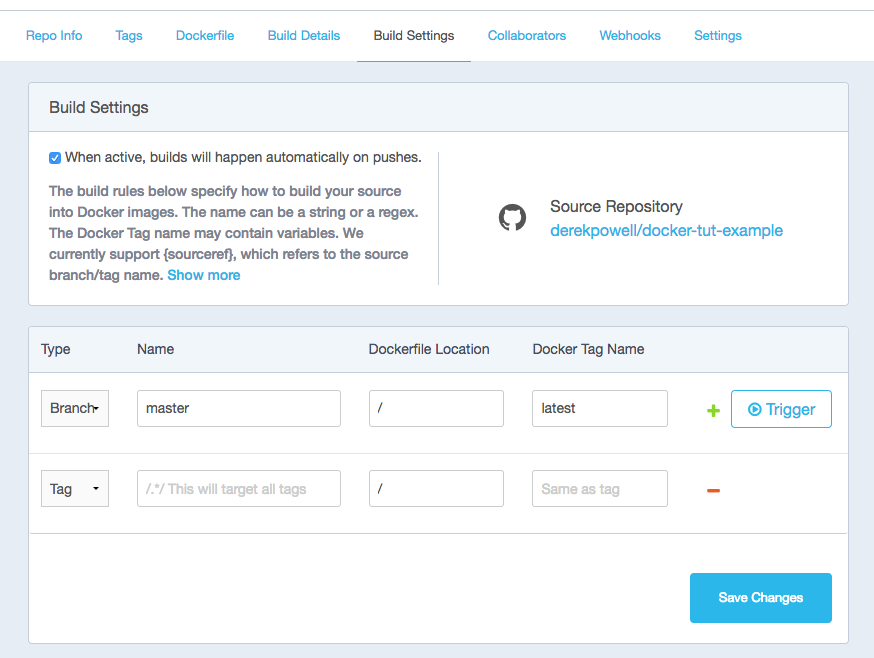 Repo Info Tags Dockerfile Build Details Build Settings Collaborators Webhooks Settings
Build Settings
When active, builds will happen automatically on pushes.
The build rules below specify how to build your source
into Docker images. The name can be a string or a regex.
The Docker Tag name may contain variables. We
currently support {sourceref}, which refers to the source
branch/tag name. Show more
Source Repository
derekpowell/docker-tut-example
Type Name Dockerfile Location Docker Tag Name
Branch master / latest Trigger
Tag /.*/ This will target all tags / Same as tag
Save Changes